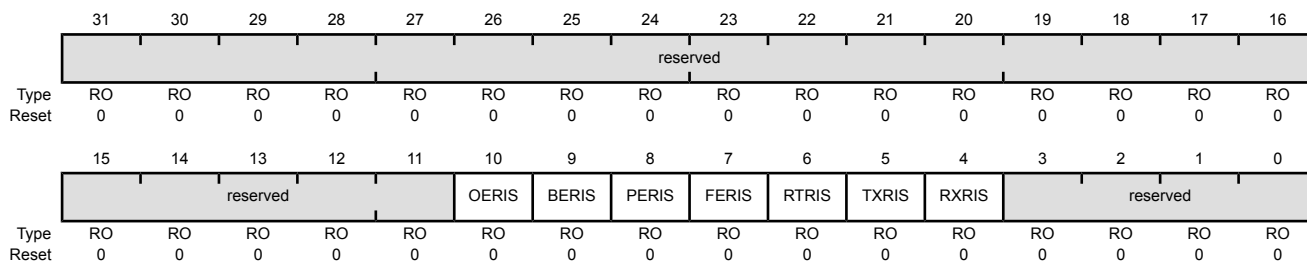 31 30 29 28 27 26 25 24 23 22 21 20 19 18 17 16
reserved
Type RO RO RO RO RO RO RO RO RO RO RO RO RO RO RO RO
Reset 0 0 0 0 0 0 0 0 0 0 0 0 0 0 0 0
15 14 13 12 11 10 9 8 7 6 5 4 3 2 1 0
reserved OERIS BERIS PERIS FERIS RTRIS TXRIS RXRIS reserved
Type RO RO RO RO RO RO RO RO RO RO RO RO RO RO RO RO
Reset 0 0 0 0 0 0 0 0 0 0 0 0 0 0 0 0